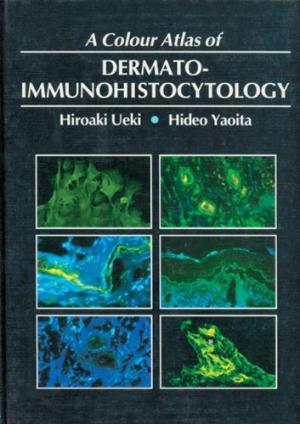 A Colour Atlas of
DERMATO-
IMMUNOHISTOCYTOLOGY
Hiroaki Ueki • Hideo Yaoita